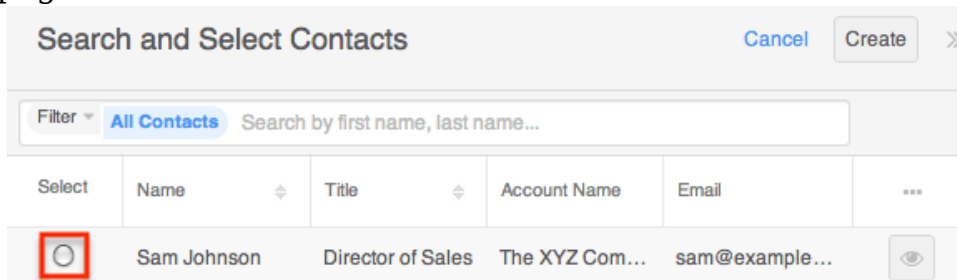 Search and Select Contacts Cancel Create
Filter All Contacts Search by first name, last name...
Select Name Title Account Name Email
Sam Johnson Director of Sales The XYZ Com... sam@example...